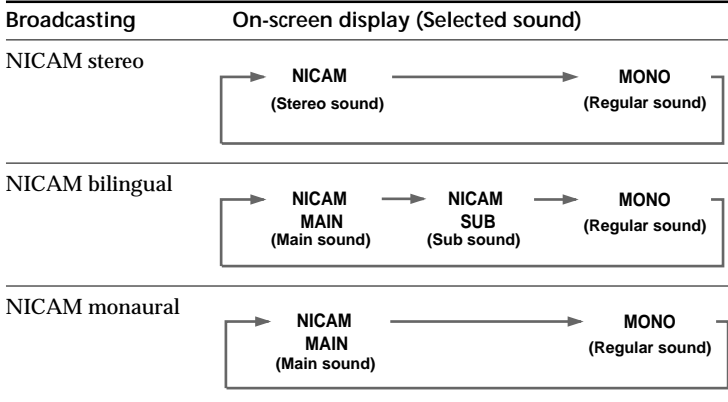 Broadcasting On-screen display (Selected sound)
NICAM stereo
NICAM MONO
(Stereo sound) (Regular sound)
NICAM bilingual
NICAM NICAM MONO
MAIN SUB (Regular sound)
(Main sound) (Sub sound)
NICAM monaural
NICAM MONO
MAIN (Regular sound)
(Main sound)